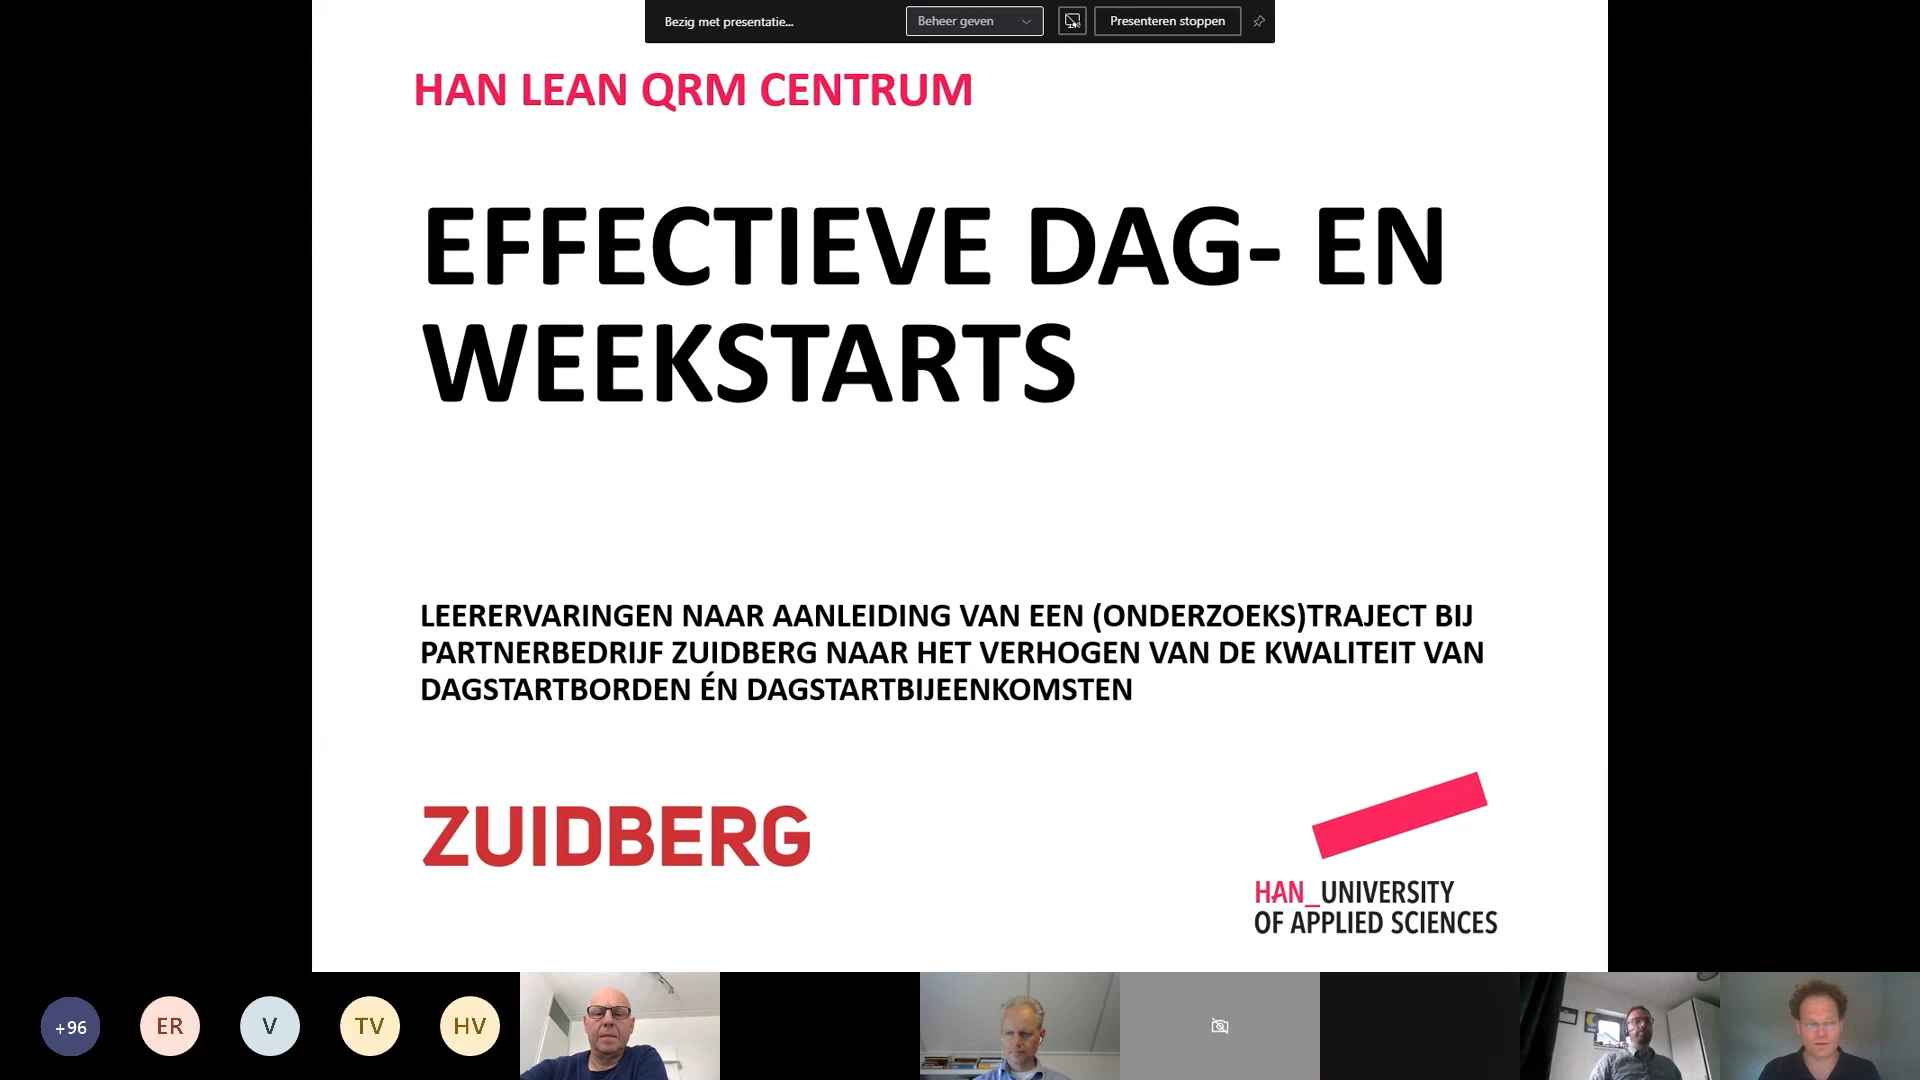 Bezig met presentatie...
Beheer geven
Presenteren stoppen
HAN LEAN QRM CENTRUM
EFFECTIEVE DAG- EN
WEEKSTARTS
LEERERVARINGEN NAAR AANLEIDING VAN EEN (ONDERZOEKS)TRAJECT BIJ
PARTNERBEDRIJF ZUIDBERG NAAR HET VERHOGEN VAN DE KWALITEIT VAN
DAGSTARTBORDEN ÉN DAGSTARTBIJEENKOMSTEN
ZUIDBERG
HAN_UNIVERSITY
OF APPLIED SCIENCES
+96
ER
V
TV
HV